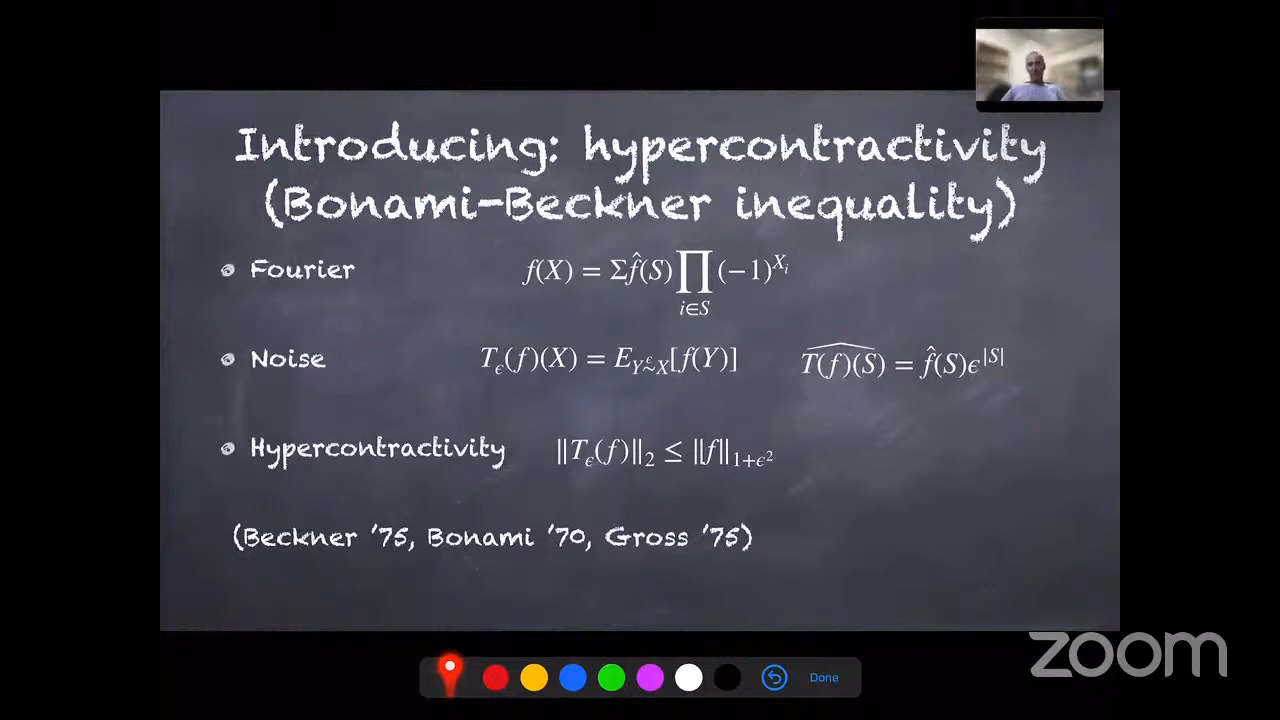 Introducing: hypercontractivity
(Bonami-Beckner inequality)
Fourier f(X) = Σf̂(S)∏_{i∈S}(−1)^{X_i}
Noise T_ϵ(f)(X) = E_{Y ϵ∼ X}[f(Y)] \widehat{T(f)(S)} = f̂(S)ϵ^{|S|}
Hypercontractivity ‖T_ϵ(f)‖_2 ≤ ‖f‖_{1+ϵ^2}
(Beckner '75, Bonami '70, Gross '75)
zoom
Done